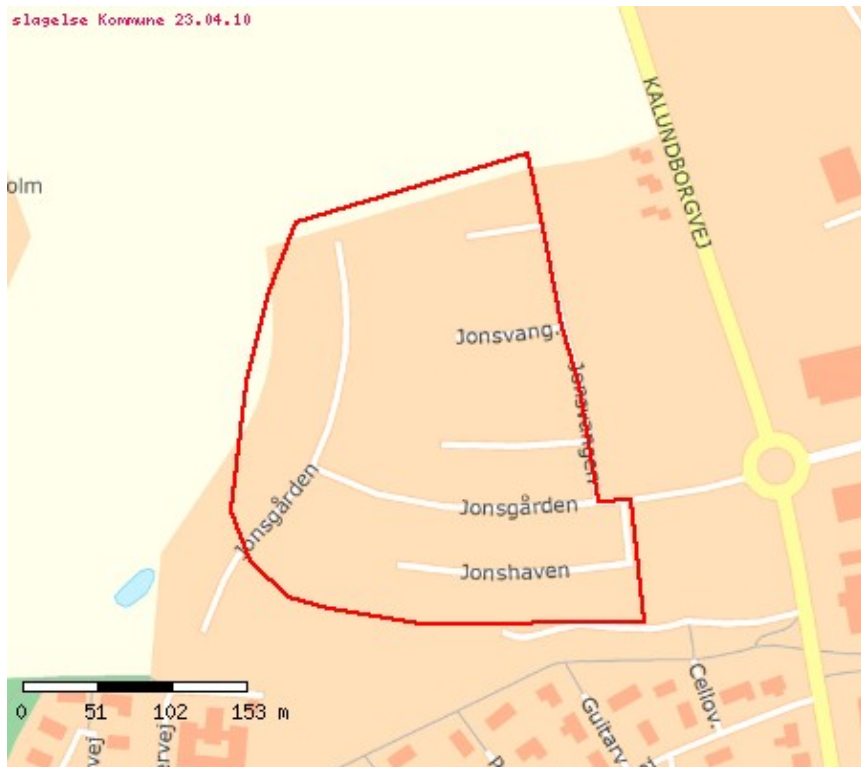 slagelse Kommune 23.04.10
KALUNDBORGVEJ
olm
Jonsvang.
Jonsvangen
Jonsgården
Jonsgården
Jonshaven
0 51 102 153 m
Cellov.
Guitarv
vej
ervej